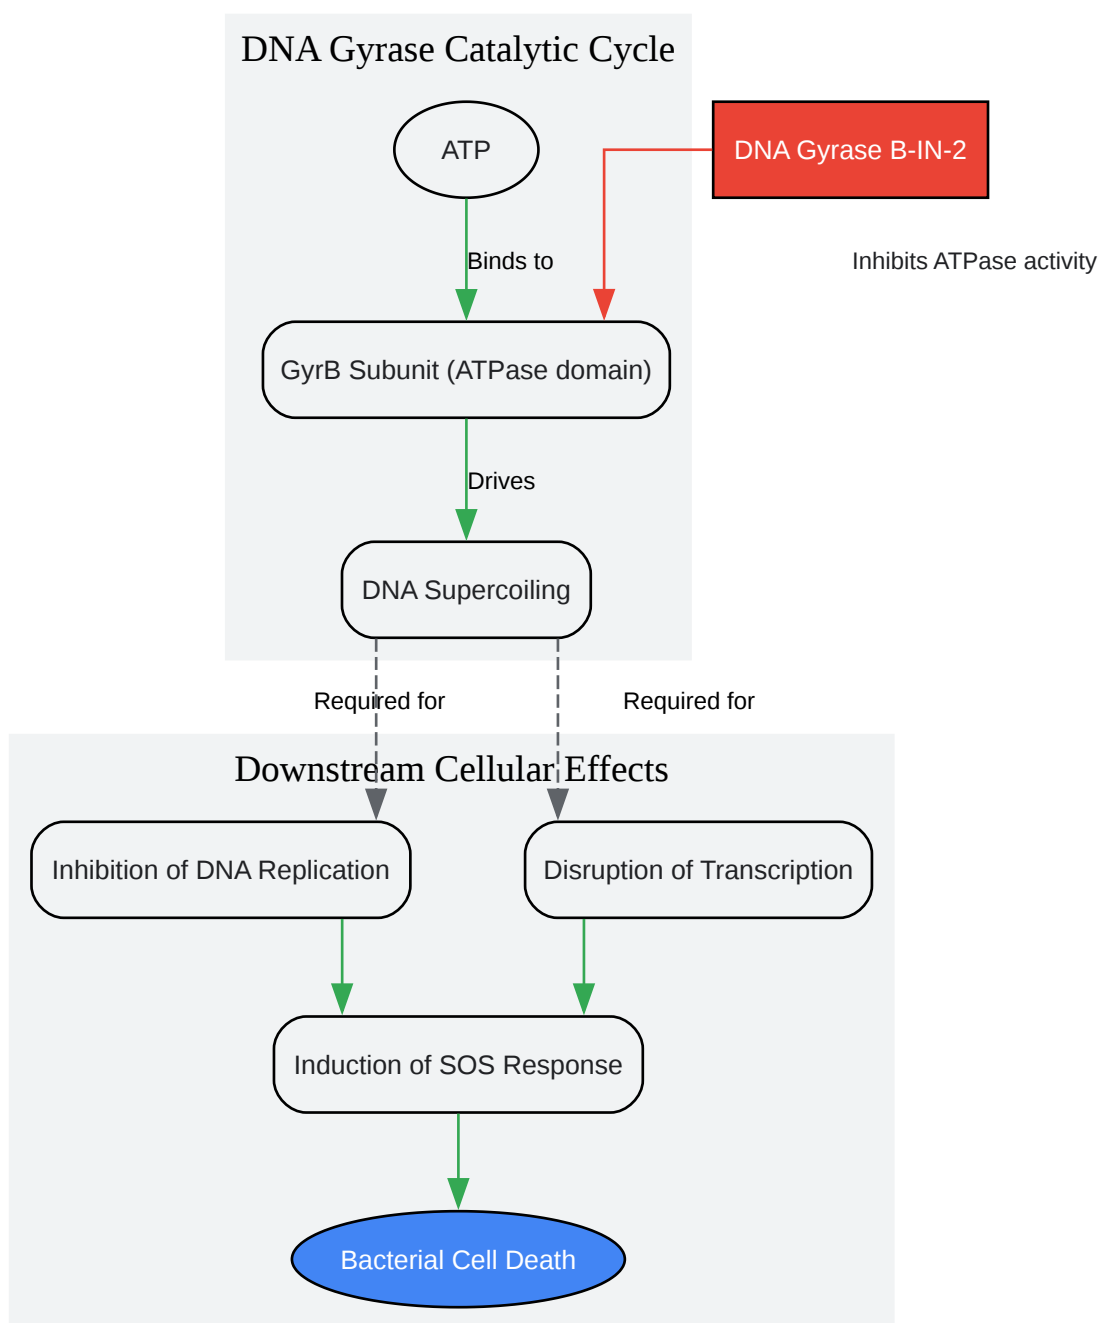 DNA Gyrase Catalytic Cycle
ATP
DNA Gyrase B-IN-2
Binds to
Inhibits ATPase activity
GyrB Subunit (ATPase domain)
Drives
DNA Supercoiling
Required for
Required for
Downstream Cellular Effects
Inhibition of DNA Replication
Disruption of Transcription
Induction of SOS Response
Bacterial Cell Death